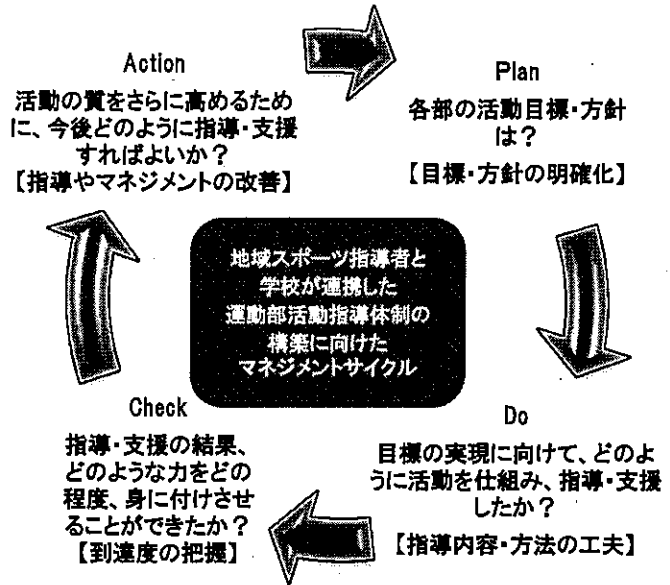 Action
活動の質をさらに高めるため
に、今後どのように指導・支援
すればよいか？
【指導やマネジメントの改善】
Plan
各部の活動目標・方針
は？
【目標・方針の明確化】
地域スポーツ指導者と
学校が連携した
運動部活動指導体制の
構築に向けた
マネジメントサイクル
Check
指導・支援の結果、
どのような力をどの
程度、身に付けさせ
ることができたか？
【到達度の把握】
Do
目標の実現に向けて、どのよ
うに活動を仕組み、指導・支援
したか？
【指導内容・方法の工夫】